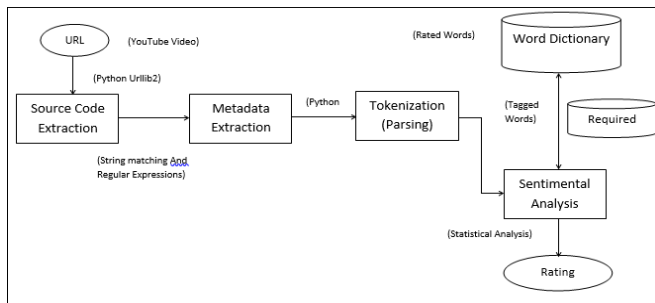 URL
(YouTube Video)
(Python Urllib2)
Source Code
Extraction
(String matching And
Regular Expressions)
Metadata
Extraction
(Python
Tokenization
(Parsing)
(Rated Words)
Word Dictionary
(Tagged
Words)
Required
Sentimental
Analysis
(Statistical Analysis)
Rating